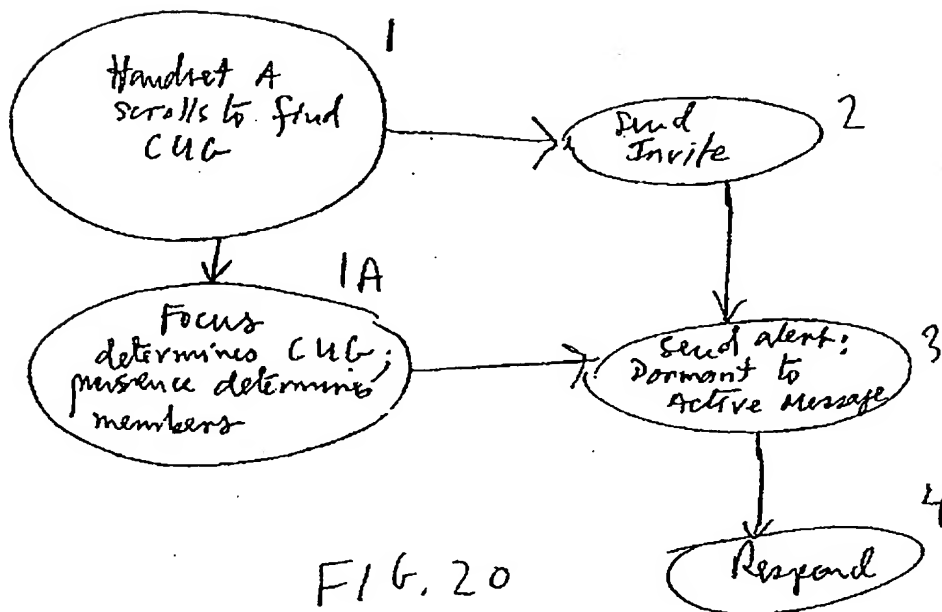 1
Handset A
scrolls to find
CUG
2
Send
Invite
1A
Focus
determines CUG;
presence determines
members
3
Send alert:
Dormant to
Active Message
4
Respond
FIG. 20